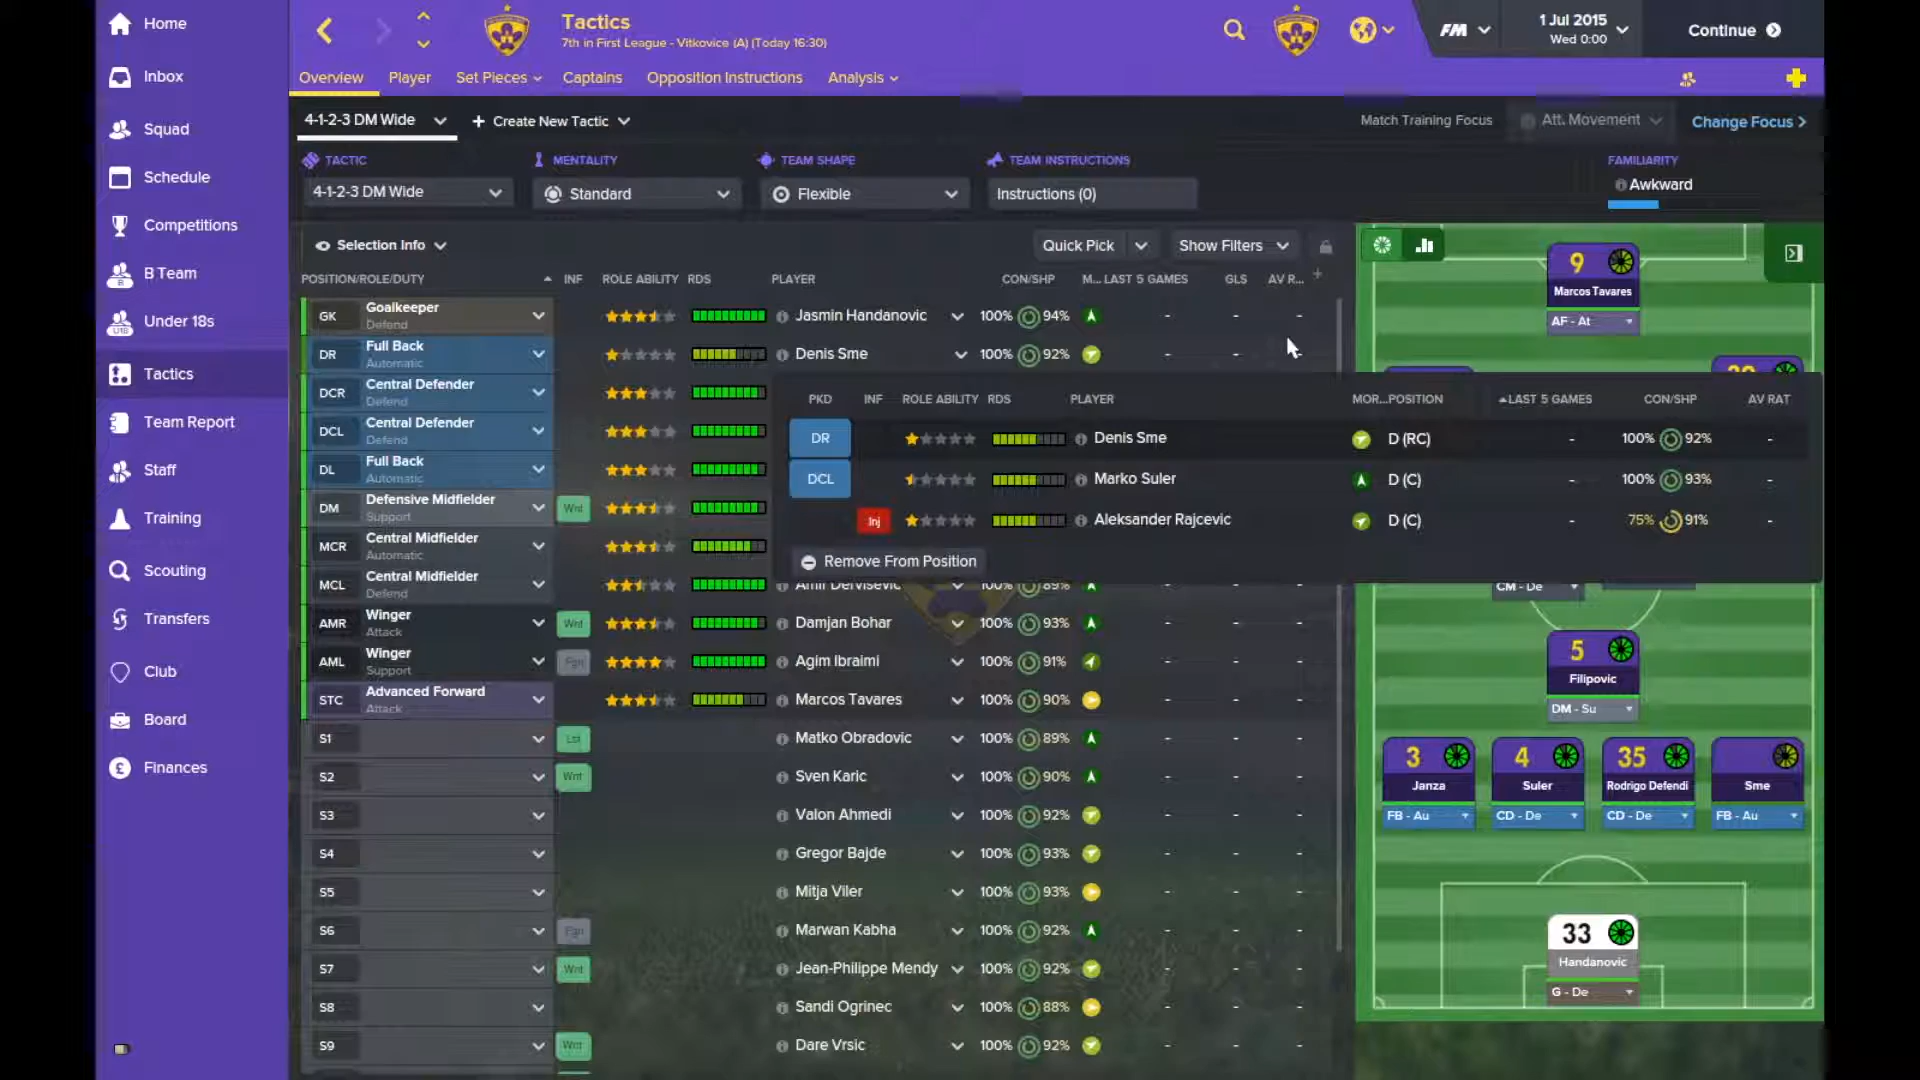 Home
Inbox
Squad
Schedule
Competitions
B Team
Under 18s
Tactics
Team Report
Staff
Training
Scouting
Transfers
Club
Board
Finances
Tactics
7th in First League - Vitkovice (A) (Today 16:30)
FM
1 Jul 2015
Wed 0:00
Continue
Overview Player Set Pieces Captains Opposition Instructions Analysis
4-1-2-3 DM Wide + Create New Tactic
Match Training Focus Att. Movement Change Focus >
TACTIC MENTALITY TEAM SHAPE TEAM INSTRUCTIONS FAMILIARITY
4-1-2-3 DM Wide Standard Flexible Instructions (0) Awkward
Selection Info Quick Pick Show Filters
POSITION/ROLE/DUTY INF ROLE ABILITY RDS PLAYER CON/SHP M... LAST 5 GAMES GLS AV R...
GK Goalkeeper Defend Jasmin Handanovic 100% 94% - - -
DR Full Back Automatic Denis Sme 100% 92% - -
DCR Central Defender Defend
DCL Central Defender Defend
DL Full Back Automatic
DM Defensive Midfielder Support Wnt
MCR Central Midfielder Automatic
MCL Central Midfielder Defend Amir Dervisevic 100% 89%
AMR Winger Attack Wnt Damjan Bohar 100% 93% - - -
AML Winger Support Fgn Agim Ibraimi 100% 91% - - -
STC Advanced Forward Attack Marcos Tavares 100% 90% - - -
S1 Lst Matko Obradovic 100% 89% - - -
S2 Wnt Sven Karic 100% 90% - - -
S3 Valon Ahmedi 100% 92% - - -
S4 Gregor Bajde 100% 93% - - -
S5 Mitja Viler 100% 93% - - -
S6 Fgn Marwan Kabha 100% 92% - - -
S7 Wnt Jean-Philippe Mendy 100% 92% - - -
S8 Sandi Ogrinec 100% 88% - - -
S9 Wnt Dare Vrsic 100% 92% - - -
PKD INF ROLE ABILITY RDS PLAYER MOR... POSITION LAST 5 GAMES CON/SHP AV RAT
DR Denis Sme D (RC) - 100% 92% -
DCL Marko Suler D (C) - 100% 93% -
Inj Aleksander Rajcevic D (C) - 75% 91% -
Remove From Position
9
Marcos Tavares
AF - At
CM - De
5
Filipovic
DM - Su
3 4 35
Janza Suler Rodrigo Defendi Sme
FB - Au CD - De CD - De FB - Au
33
Handanovic
G - De